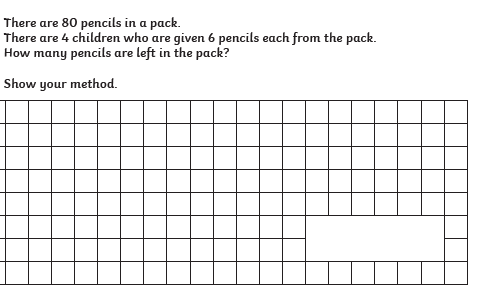 There are 80 pencils in a pack.
There are 4 children who are given 6 pencils each from the pack.
How many pencils are left in the pack?
Show your method.